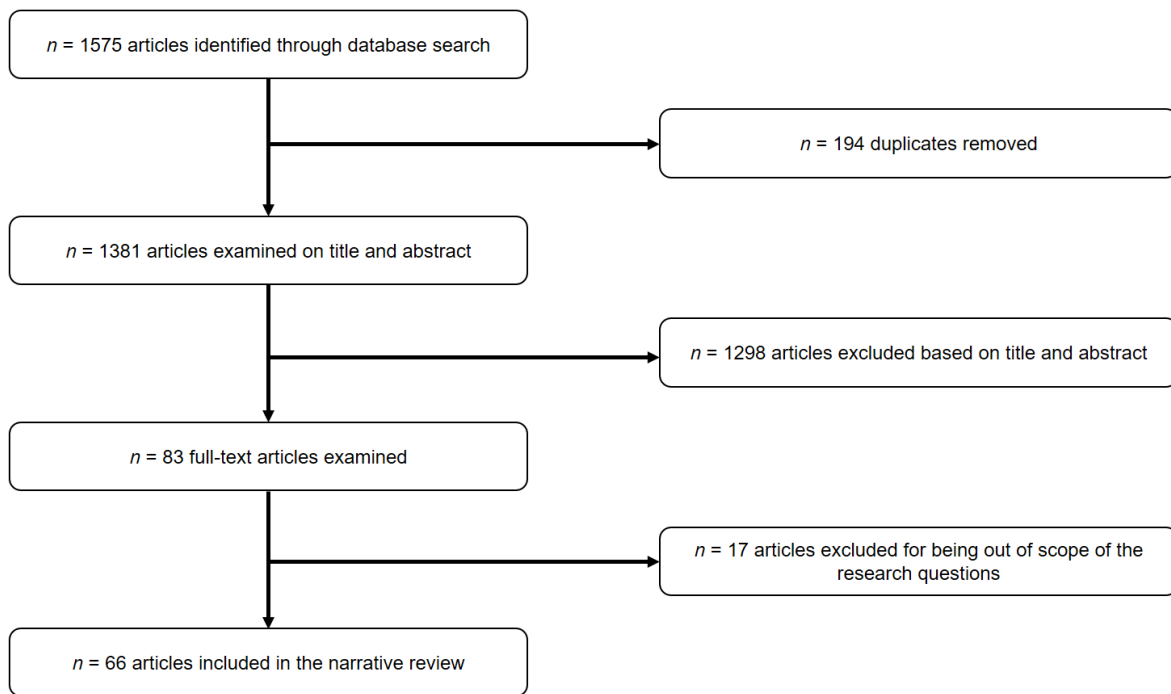 n = 1575 articles identified through database search
n = 194 duplicates removed
n = 1381 articles examined on title and abstract
n = 1298 articles excluded based on title and abstract
n = 83 full-text articles examined
n = 17 articles excluded for being out of scope of the
research questions
n = 66 articles included in the narrative review